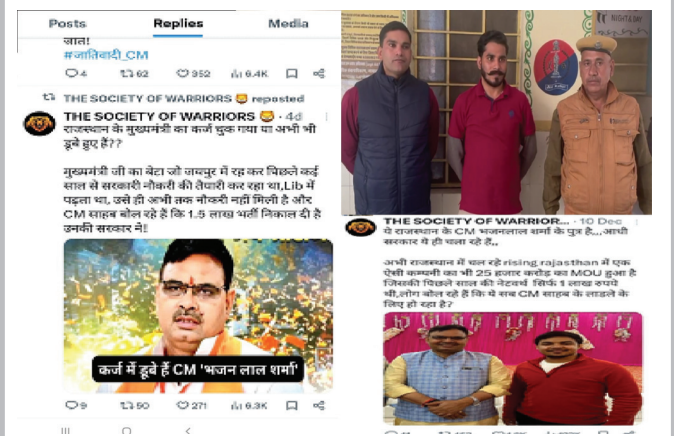 Posts Replies Media
जात!
#जातिवादी_CM
4 62 352 6.4K
THE SOCIETY OF WARRIORS reposted
THE SOCIETY OF WARRIORS · 4d
राजस्थान के मुख्यमंत्री का कर्ज चुक गया या अभी भी
डूबे हुए हैं??
मुख्यमंत्री जी का बेटा जो जयपुर में रह कर पिछले कई
साल से सरकारी नौकरी की तैयारी कर रहा था,Lib में
पढ़ता था, उसे ही अभी तक नौकरी नहीं मिली है और
CM साहब बोल रहे हैं कि 1.5 लाख भर्ती निकाल दी है
उनकी सरकार ने!
कर्ज में डूबे हैं CM 'भजन लाल शर्मा'
9 50 271 6.3K
NIGHT & DAY
THE SOCIETY OF WARRIOR... · 10 Dec
ये राजस्थान के CM भजनलाल शर्मा के पुत्र है...आधी
सरकार ये ही चला रहे हैं,,
अभी राजस्थान में चल रहे rising rajasthan में एक
ऐसी कम्पनी का भी 25 हजार करोड़ का MOU हुआ है
जिसकी पिछले साल की नेटवर्थ सिर्फ 1 लाख रुपये
थी,लोग बोल रहे हैं कि ये सब CM साहब के लाडले के
लिए हो रहा है?